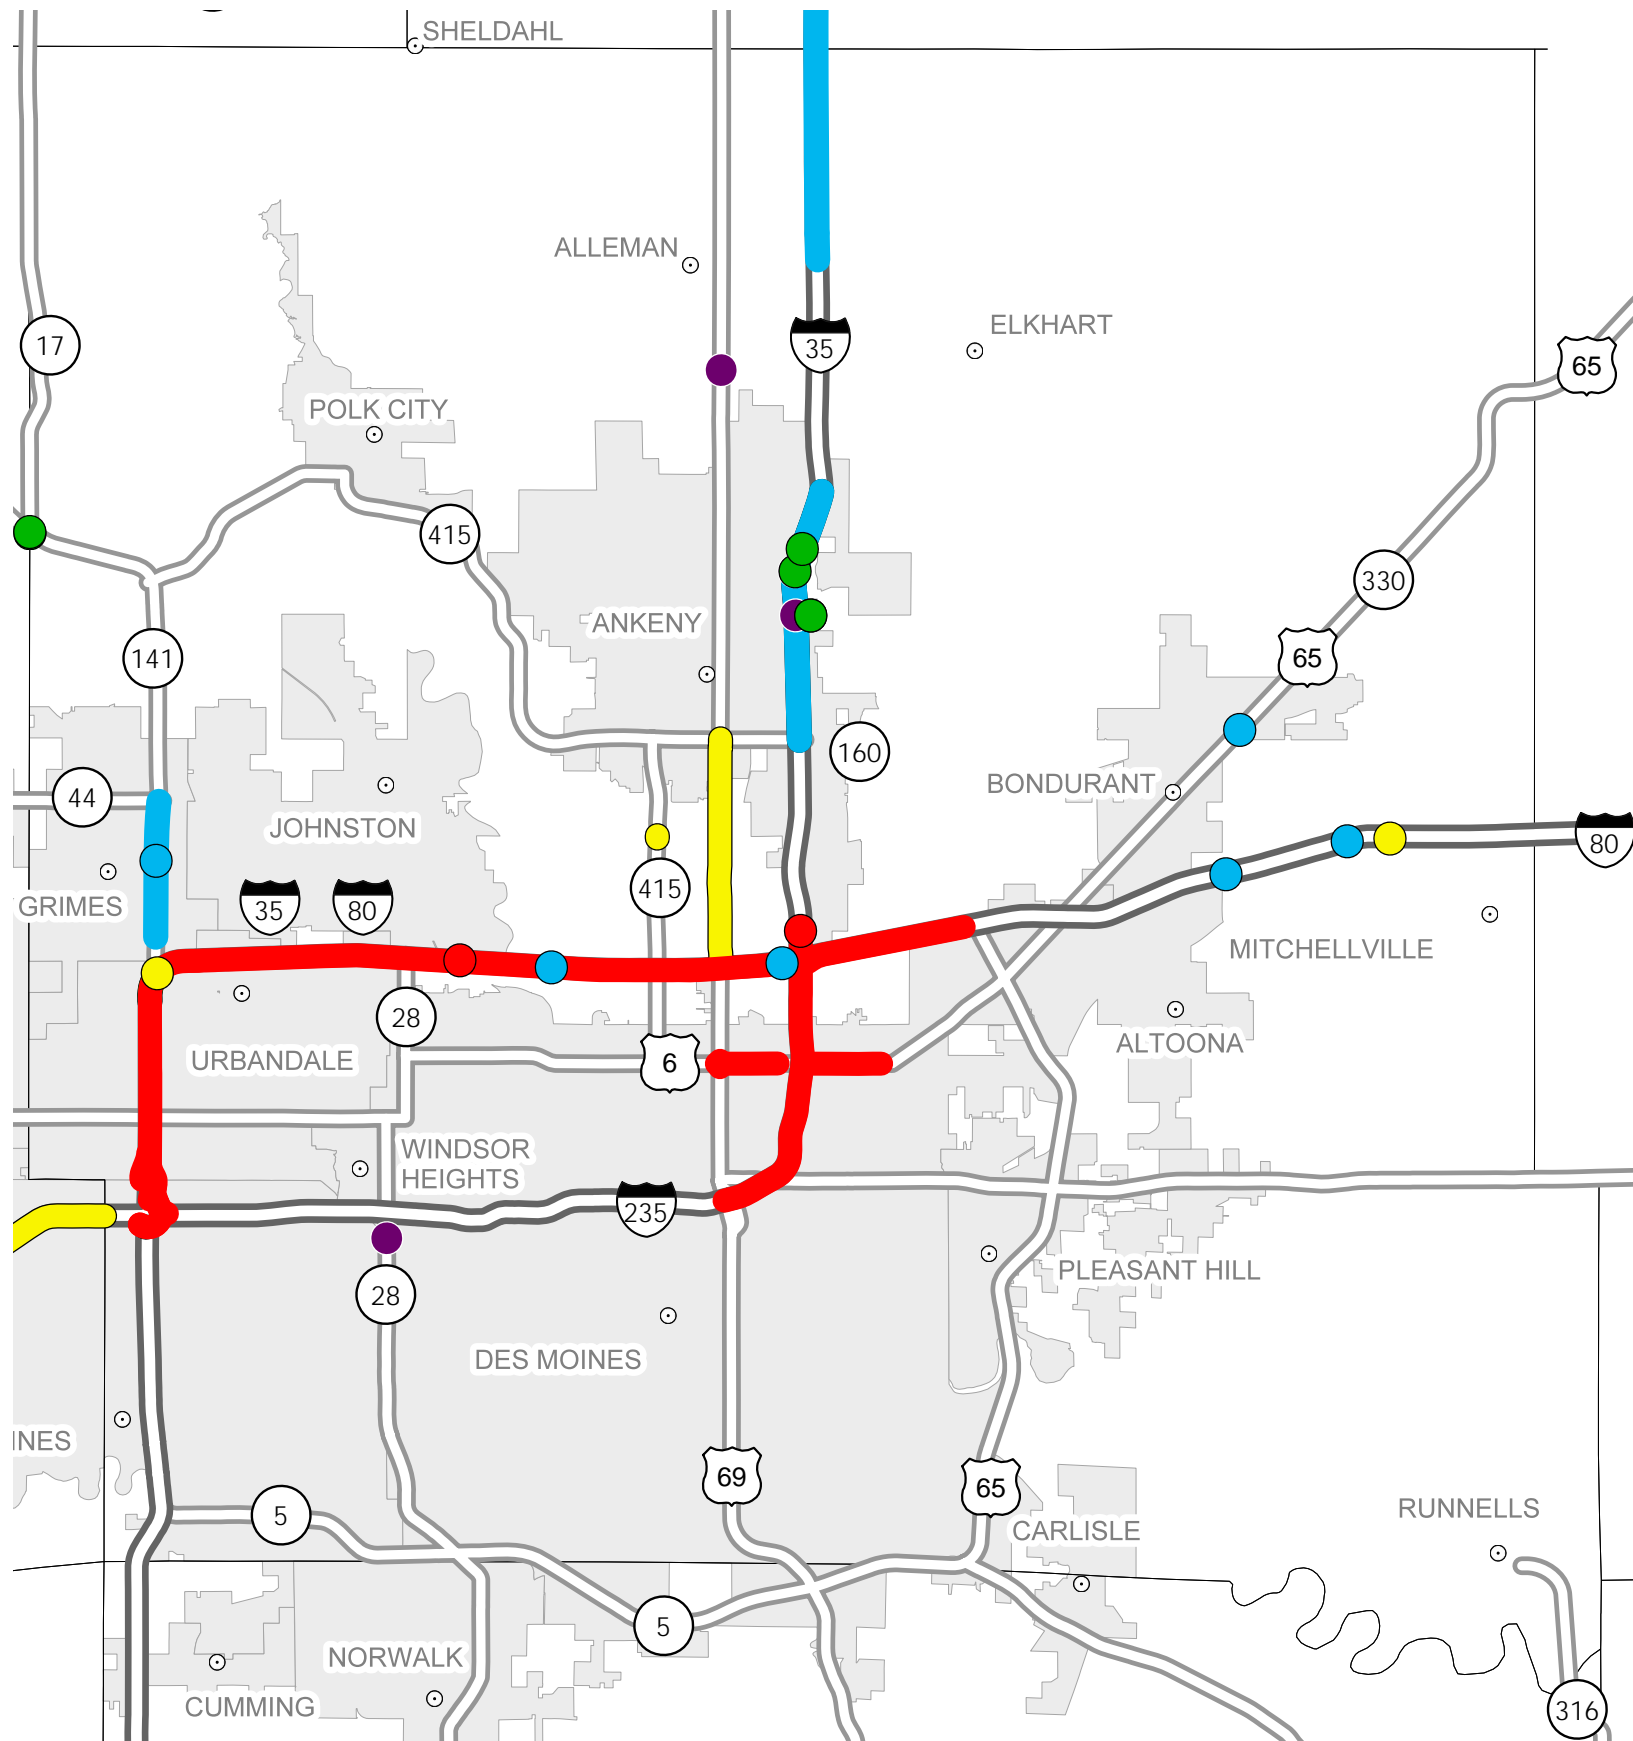 SHELDAHL
ALLEMAN
ELKHART
17
35
65
POLK CITY
415
330
ANKENY
141
65
160
BONDURANT
44
JOHNSTON
80
415
35
80
GRIMES
MITCHELLVILLE
28
ALTOONA
URBANDALE
6
WINDSOR
HEIGHTS
235
PLEASANT HILL
28
DES MOINES
INES
69
65
5
RUNNELLS
CARLISLE
5
NORWALK
CUMMING
316